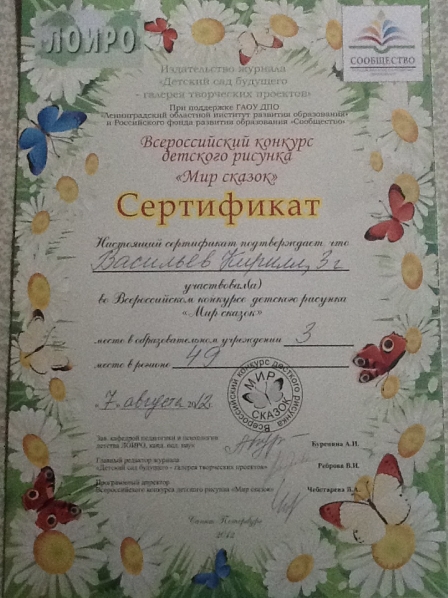 ЛОИРО
СООБЩЕСТВО
Издательство журнала
«Детский сад будущего
- галерея творческих проектов»
При поддержке ГАОУ ДПО
«Ленинградский областной институт развития образования»
и Российского фонда развития образования «Сообщество»
Всероссийский конкурс
детского рисунка
«Мир сказок»
Сертификат
Настоящий сертификат подтверждает, что
Васильев Кирилл, 3г
участвовал(а)
во Всероссийском конкурсе детского рисунка
«Мир сказок»
место в образовательном учреждении 3
место в регионе 49
7 августа 2012г.
Всероссийский конкурс детского рисунка
МИР
СКАЗОК
Зав. кафедрой педагогики и психологии
детства ЛОИРО, канд. пед. наук
Буренина А.И.
Главный редактор журнала
«Детский сад будущего - галерея творческих проектов»
Реброва В.И.
Программный директор
Всероссийского конкурса детского рисунка «Мир сказок»
Чеботарева В.А.
Санкт-Петербург
2012